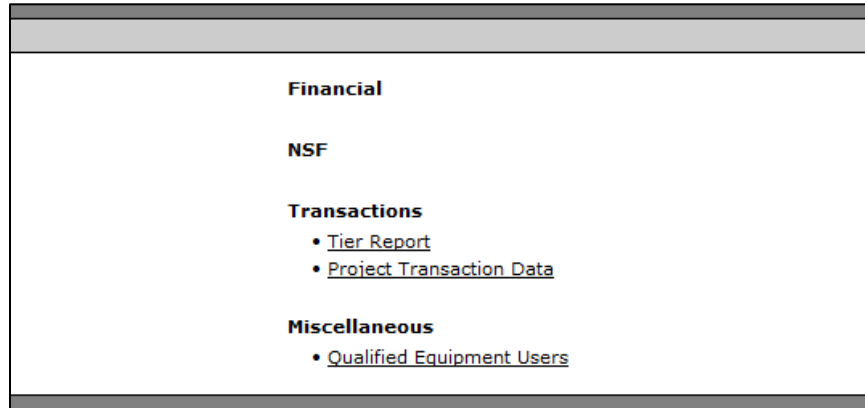 Financial
NSF
Transactions
• Tier Report
• Project Transaction Data
Miscellaneous
• Qualified Equipment Users